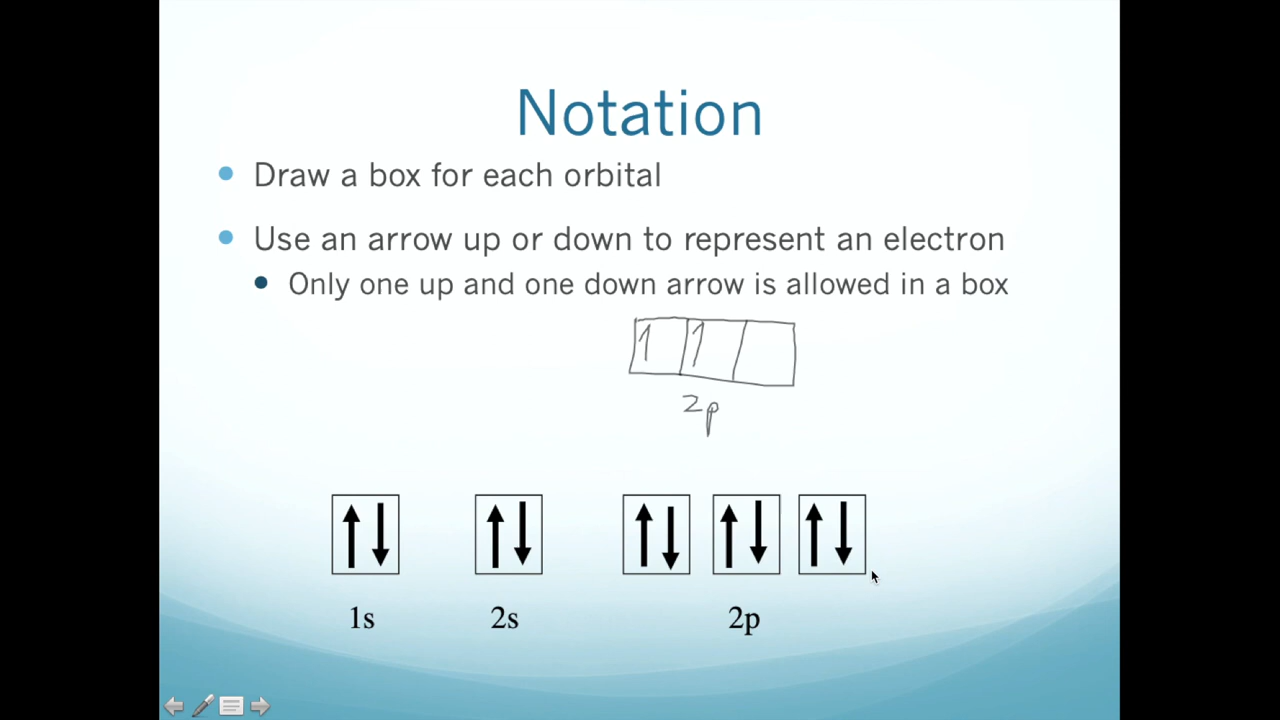 Notation
Draw a box for each orbital
Use an arrow up or down to represent an electron
Only one up and one down arrow is allowed in a box
2p
1s 2s 2p